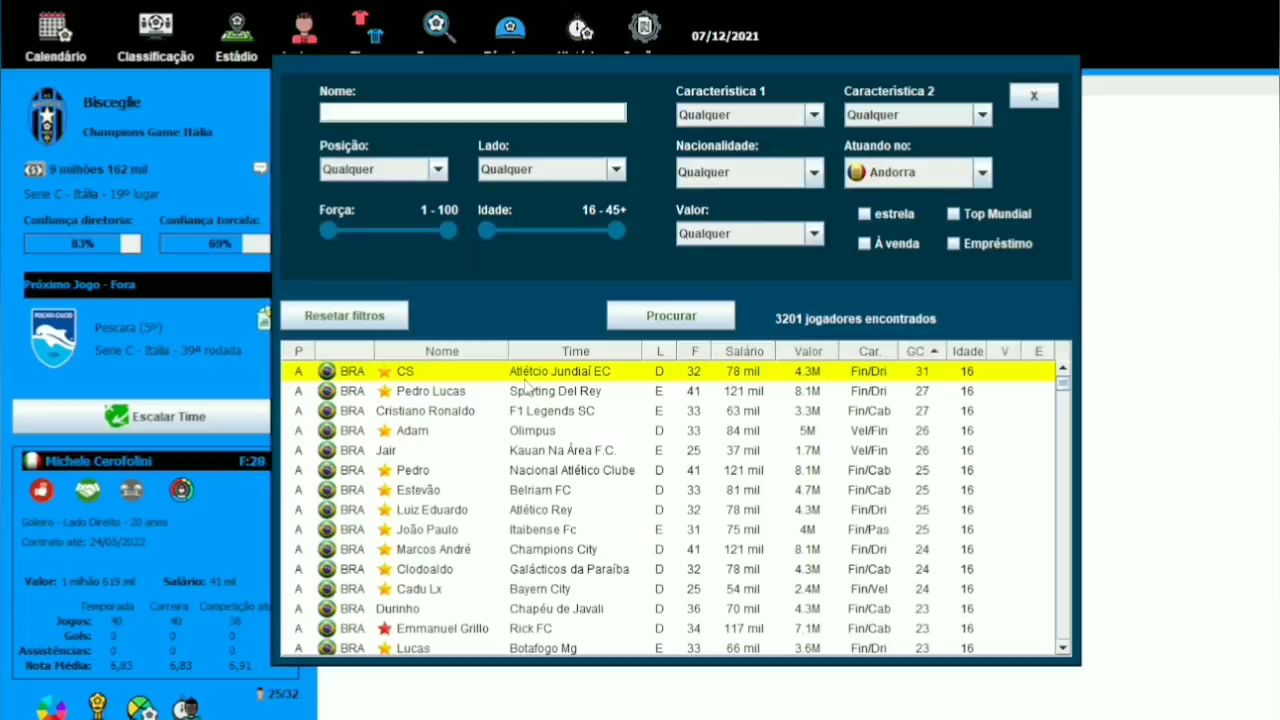 07/12/2021
Calendário Classificação Estádio
Bisceglie
Champions Game Itália
9 milhões 162 mil
Serie C - Itália - 19º lugar
Confiança diretoria: Confiança torcida:
83% 69%
Próximo Jogo - Fora
Pescara (5º)
Serie C - Itália - 39ª rodada
Escalar Time
Michele Cerofolini F:28
Goleiro - Lado Direito - 20 anos
Contrato até: 24/05/2022
Valor: 1 milhão 619 mil Salário: 41 mil
Temporada Carreira Competição atu
Jogos: 40 40 38
Gols: 0 0 0
Assistências: 0 0 0
Nota Média: 6,83 6,83 6,91
25/32
Nome: Característica 1 Característica 2 X
Qualquer Qualquer
Posição: Lado: Nacionalidade: Atuando no:
Qualquer Qualquer Qualquer Andorra
Força: 1 - 100 Idade: 16 - 45+ Valor: estrela Top Mundial
Qualquer À venda Empréstimo
Resetar filtros Procurar 3201 jogadores encontrados
P Nome Time L F Salário Valor Car. GC Idade V E
A BRA CS Atlétcio Jundiaí EC D 32 78 mil 4.3M Fin/Dri 31 16
A BRA Pedro Lucas Sporting Del Rey E 41 121 mil 8.1M Fin/Dri 27 16
A BRA Cristiano Ronaldo F1 Legends SC E 33 63 mil 3.3M Fin/Cab 27 16
A BRA Adam Olimpus D 33 84 mil 5M Vel/Fin 26 16
A BRA Jair Kauan Na Área F.C. E 25 37 mil 1.7M Vel/Fin 26 16
A BRA Pedro Nacional Atlético Clube D 41 121 mil 8.1M Fin/Cab 25 16
A BRA Estevão Belriam FC D 33 81 mil 4.7M Fin/Cab 25 16
A BRA Luiz Eduardo Atlético Rey D 32 78 mil 4.3M Fin/Dri 25 16
A BRA João Paulo Itaibense Fc E 31 75 mil 4M Fin/Pas 25 16
A BRA Marcos André Champions City D 41 121 mil 8.1M Fin/Dri 24 16
A BRA Clodoaldo Galácticos da Paraíba D 32 78 mil 4.3M Fin/Dri 24 16
A BRA Cadu Lx Bayern City D 25 54 mil 2.4M Fin/Vel 24 16
A BRA Durinho Chapéu de Javali D 36 70 mil 4.3M Fin/Cab 23 16
A BRA Emmanuel Grillo Rick FC D 34 117 mil 7.1M Fin/Cab 23 16
A BRA Lucas Botafogo Mg E 33 66 mil 3.6M Fin/Cab 23 16